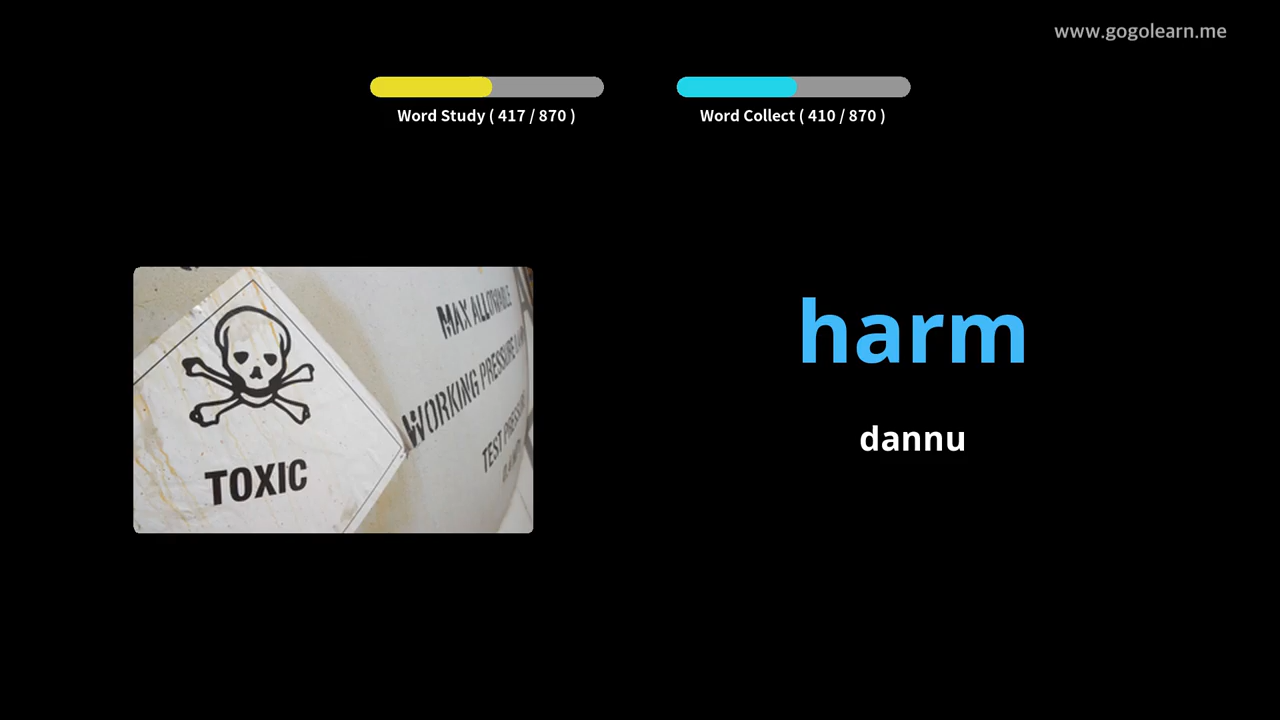 www.gogolearn.me
Word Study ( 417 / 870 )
Word Collect ( 410 / 870 )
MAX ALLOWABLE
WORKING PRESSURE
TEST PRESSURE
TOXIC
harm
dannu